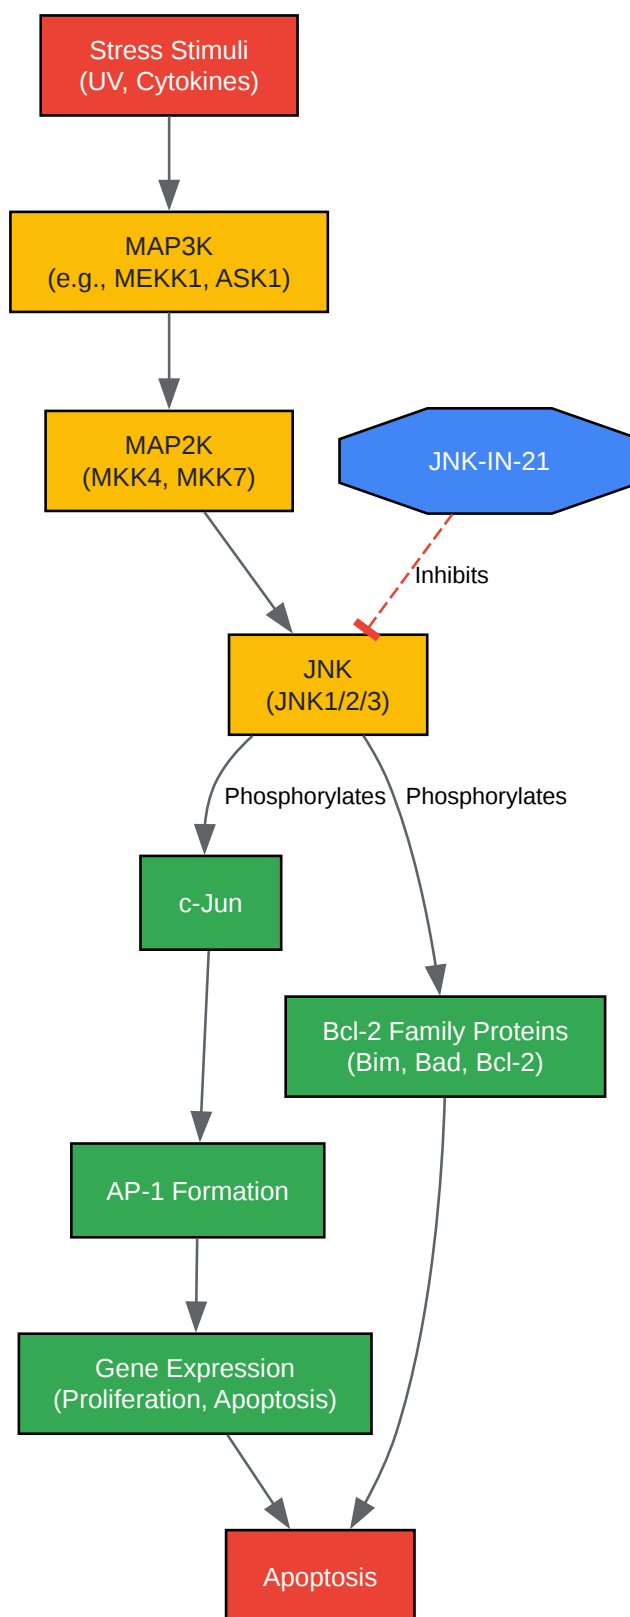 Stress Stimuli
(UV, Cytokines)
MAP3K
(e.g., MEKK1, ASK1)
MAP2K
(MKK4, MKK7)
JNK-IN-21
Inhibits
JNK
(JNK1/2/3)
Phosphorylates
Phosphorylates
c-Jun
Bcl-2 Family Proteins
(Bim, Bad, Bcl-2)
AP-1 Formation
Gene Expression
(Proliferation, Apoptosis)
Apoptosis